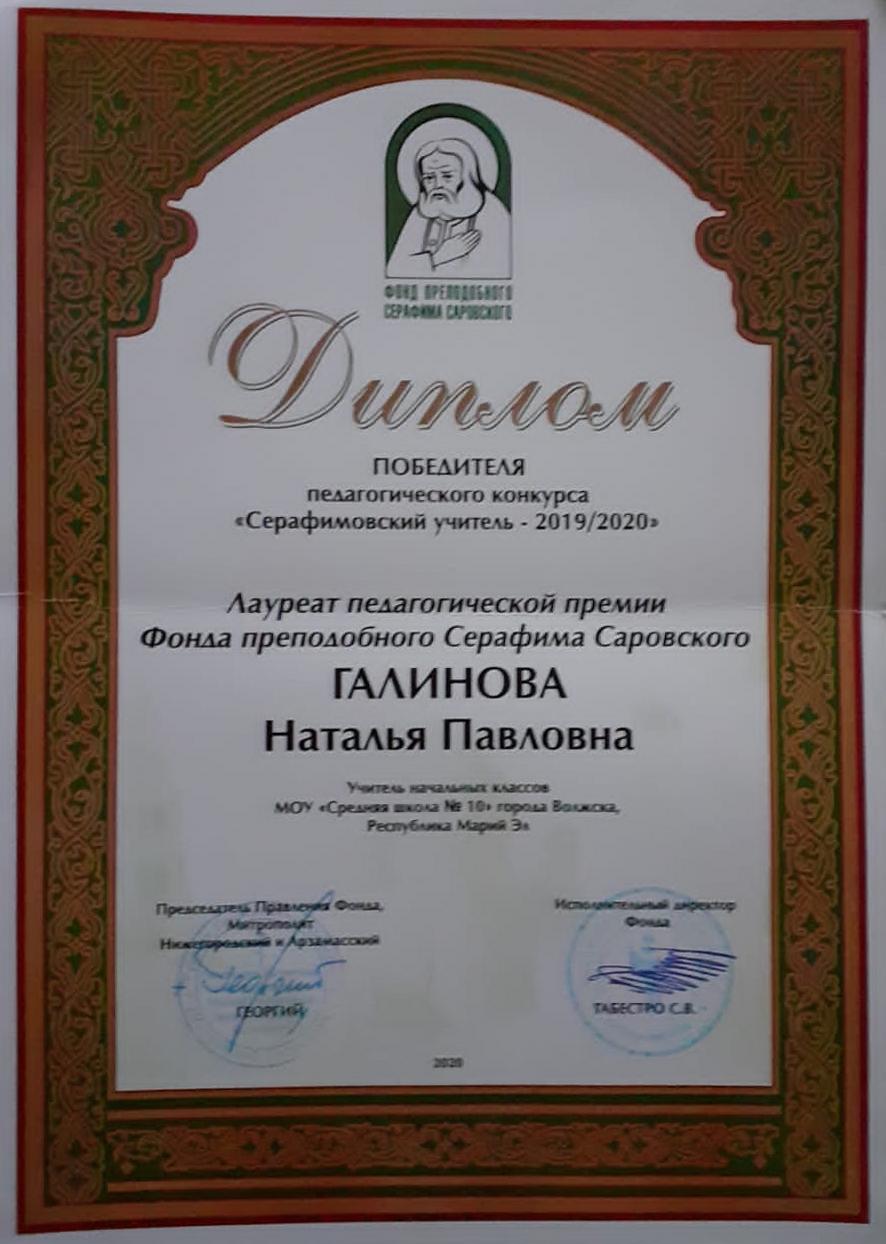 ФОНД ПРЕПОДОБНОГО
СЕРАФИМА САРОВСКОГО
Диплом
ПОБЕДИТЕЛЯ
педагогического конкурса
«Серафимовский учитель - 2019/2020»
Лауреат педагогической премии
Фонда преподобного Серафима Саровского
ГАЛИНОВА
Наталья Павловна
Учитель начальных классов
МОУ «Средняя школа № 10» города Волжска,
Республика Марий Эл
Председатель Правления Фонда,
Митрополит
Нижегородский и Арзамасский
+ Георгий
ГЕОРГИЙ
Исполнительный директор
Фонда
ТАБЕСТРО С.В.
2020